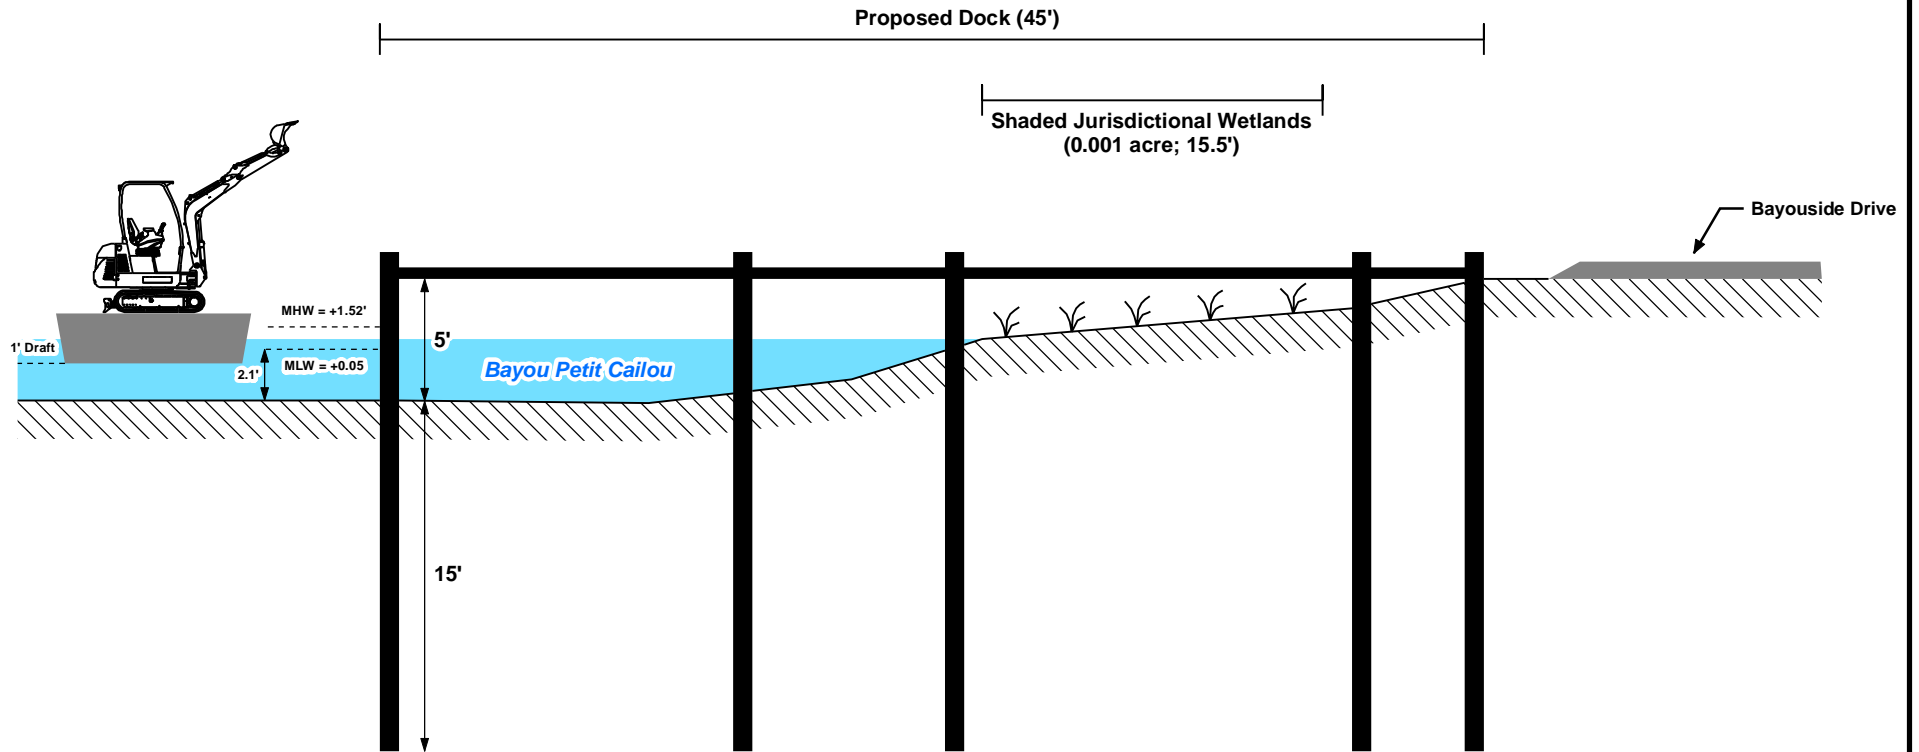 Proposed Dock (45')
Shaded Jurisdictional Wetlands
(0.001 acre; 15.5')
Bayouside Drive
MHW = +1.52'
1' Draft
5'
2.1'
MLW = +0.05
Bayou Petit Cailou
15'